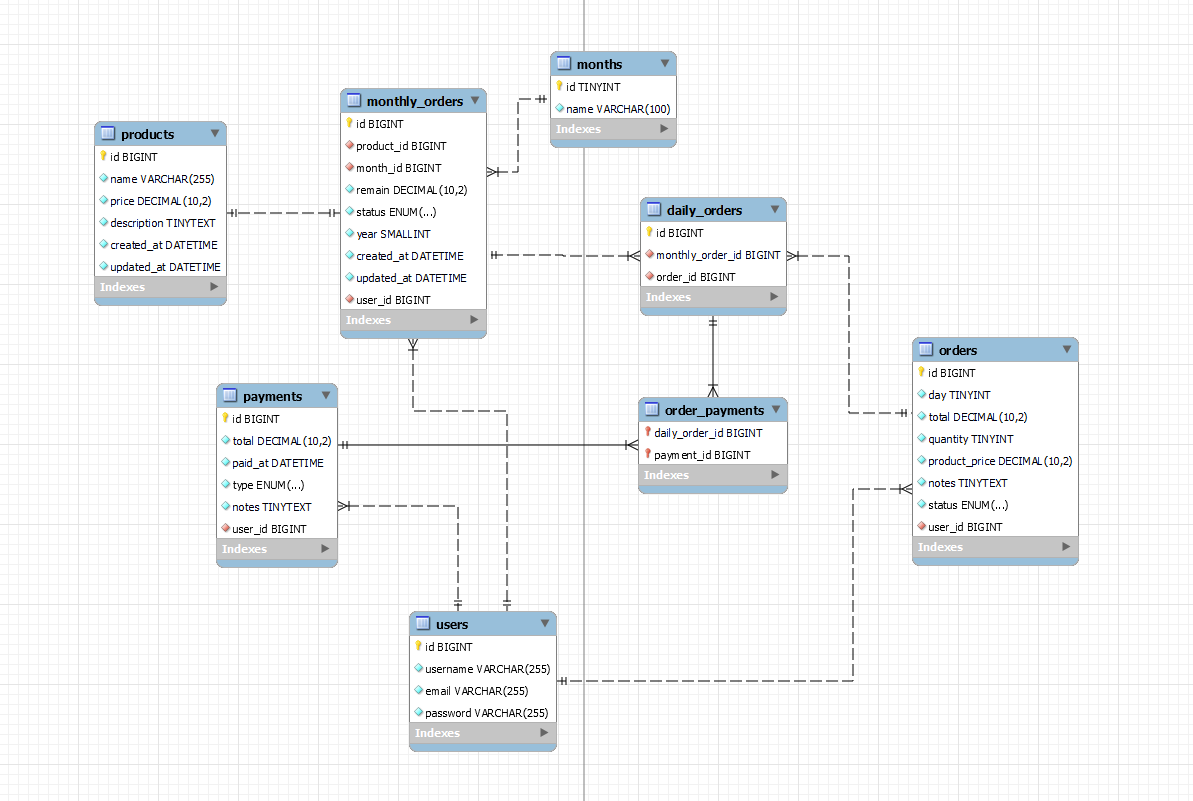 months
id TINYINT
name VARCHAR(100)
Indexes
monthly_orders
id BIGINT
product_id BIGINT
month_id BIGINT
remain DECIMAL(10,2)
status ENUM(...)
year SMALLINT
created_at DATETIME
updated_at DATETIME
user_id BIGINT
Indexes
products
id BIGINT
name VARCHAR(255)
price DECIMAL(10,2)
description TINYTEXT
created_at DATETIME
updated_at DATETIME
Indexes
daily_orders
id BIGINT
monthly_order_id BIGINT
order_id BIGINT
Indexes
orders
id BIGINT
day TINYINT
total DECIMAL(10,2)
quantity TINYINT
product_price DECIMAL(10,2)
notes TINYTEXT
status ENUM(...)
user_id BIGINT
Indexes
payments
id BIGINT
total DECIMAL(10,2)
paid_at DATETIME
type ENUM(...)
notes TINYTEXT
user_id BIGINT
Indexes
order_payments
daily_order_id BIGINT
payment_id BIGINT
Indexes
users
id BIGINT
username VARCHAR(255)
email VARCHAR(255)
password VARCHAR(255)
Indexes